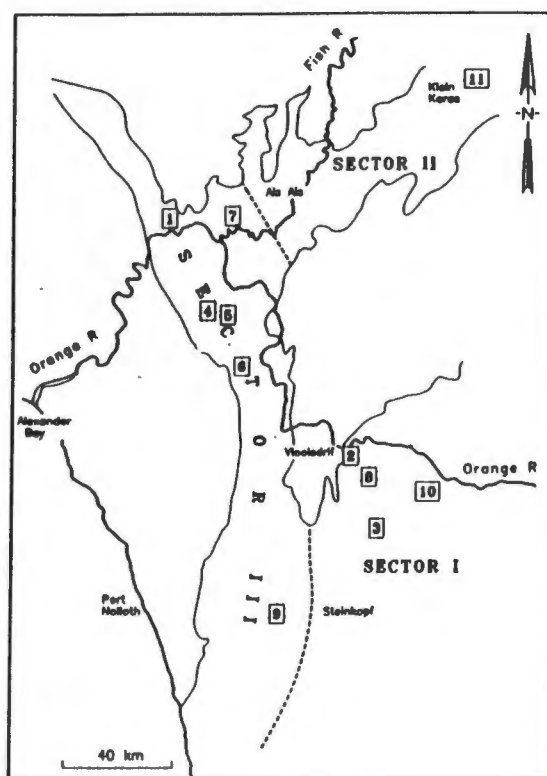 Fish R
11
Klein
Karas
-N-
SECTOR II
Ais Ais
1
7
SECTOR III
4
5
6
Orange R
Alexander
Bay
Vioolsdrif
2
8
Orange R
10
3
SECTOR I
Port
Nolloth
9
Steinkopf
40 km